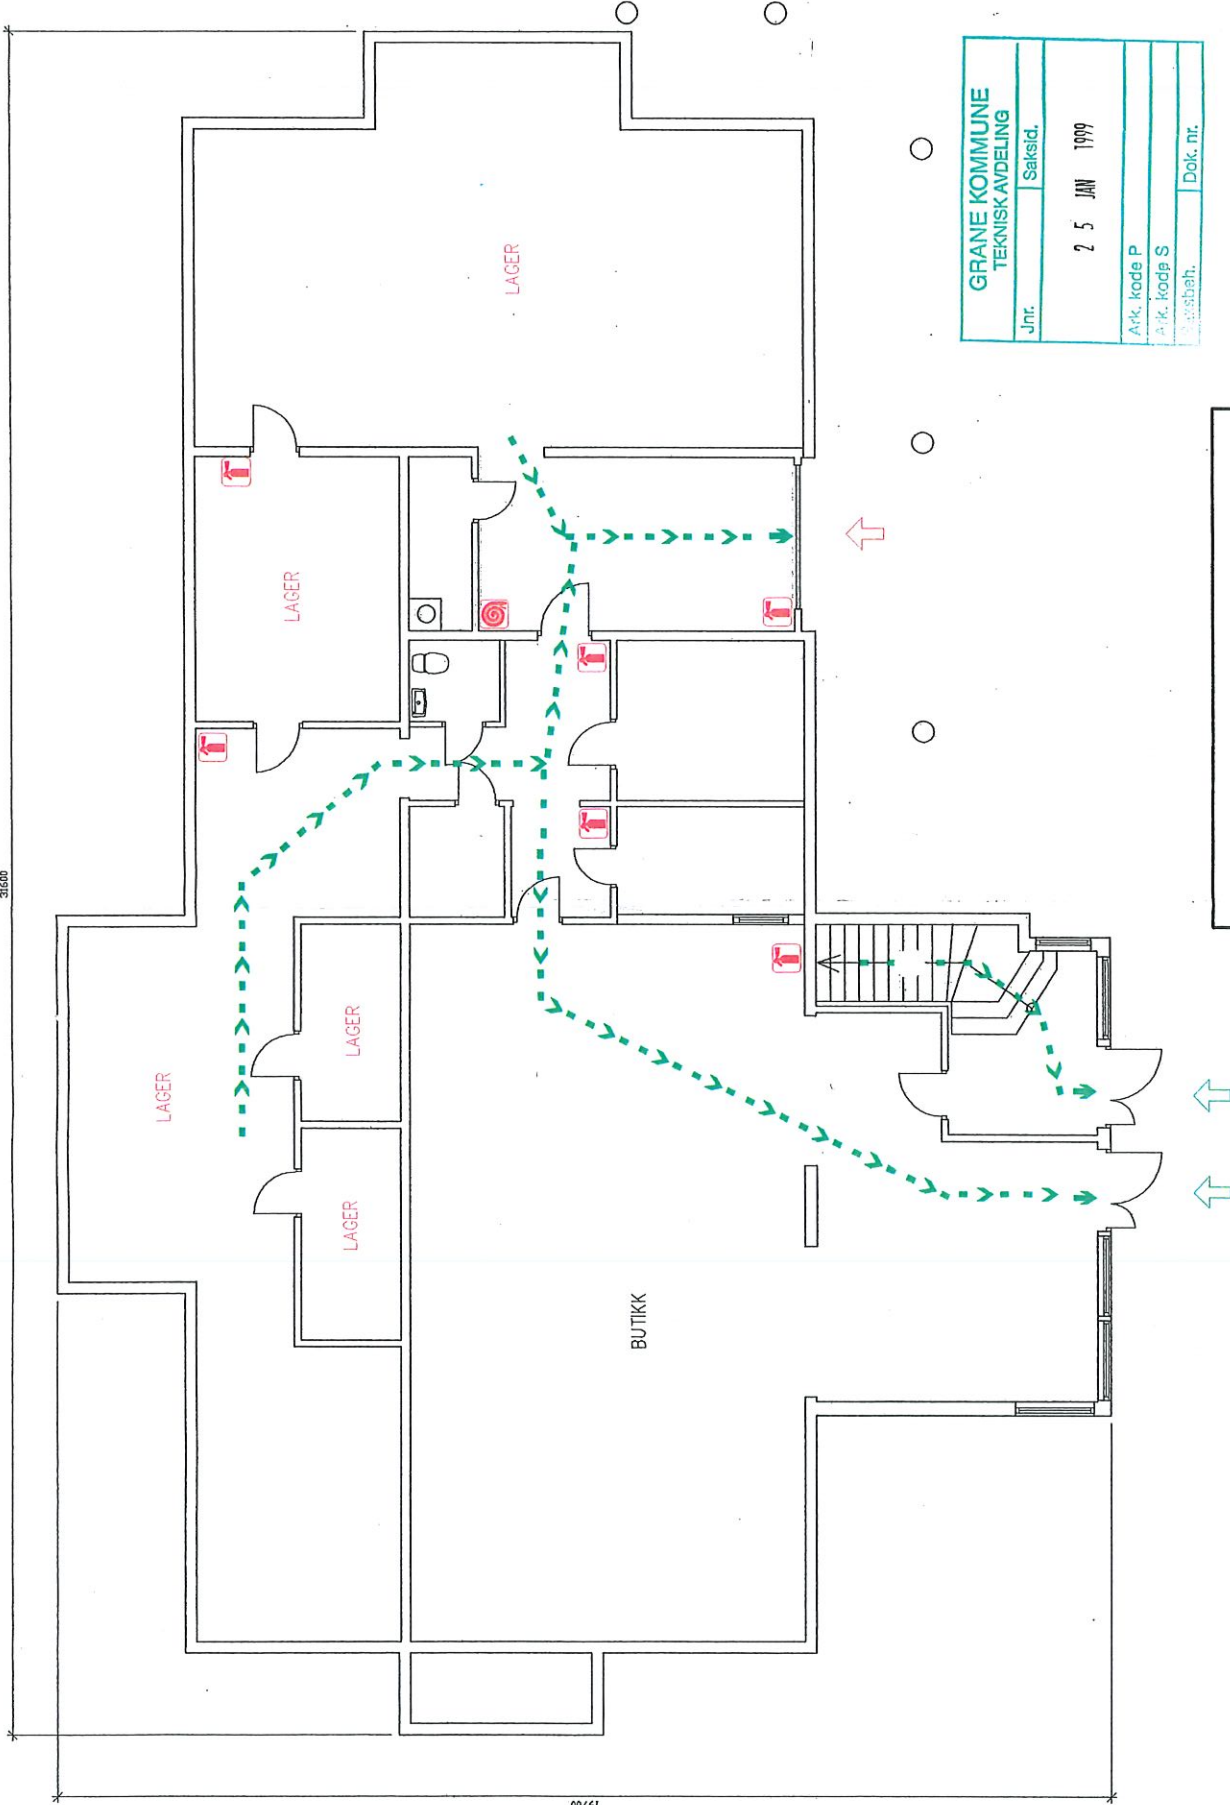 31600
LAGER
LAGER
LAGER
LAGER
LAGER
BUTIKK
GRANE KOMMUNE
TEKNISK AVDELING
Jnr. Saksid.
2 5 JAN 1999
Ark. kode P
Ark. kode S
Dok. nr.